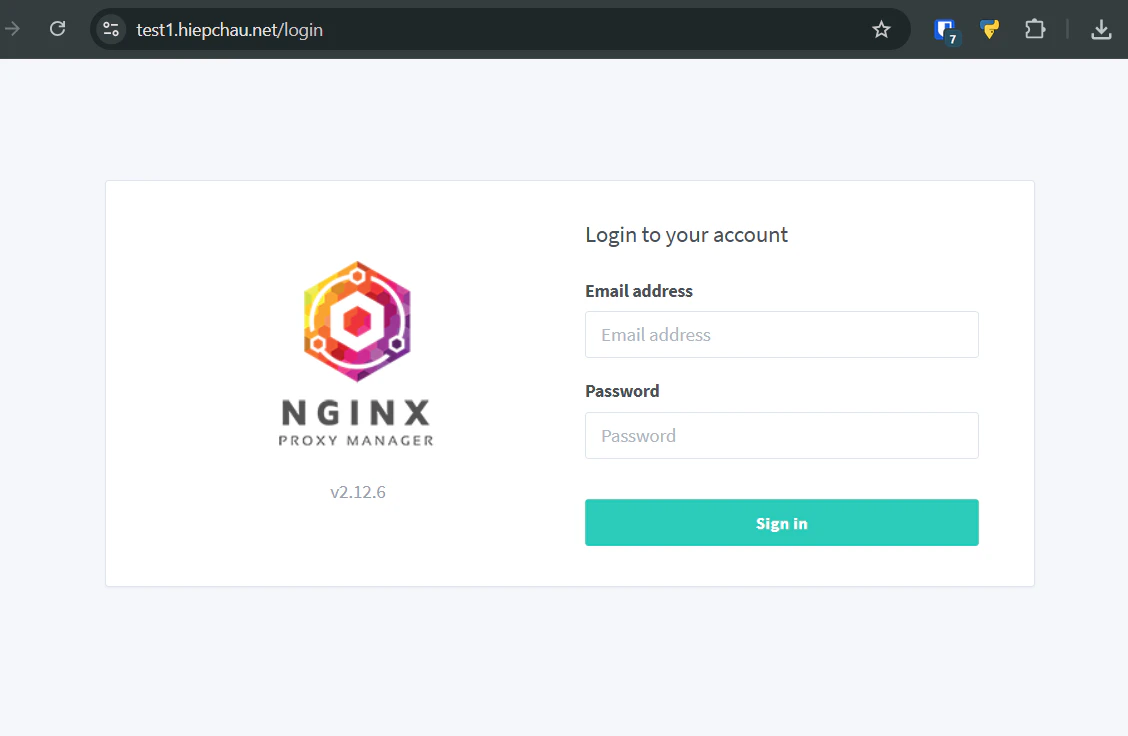 test1.hiepchau.net/login
7
Login to your account
Email address
Email address
Password
Password
Sign in
NGINX
PROXY MANAGER
v2.12.6